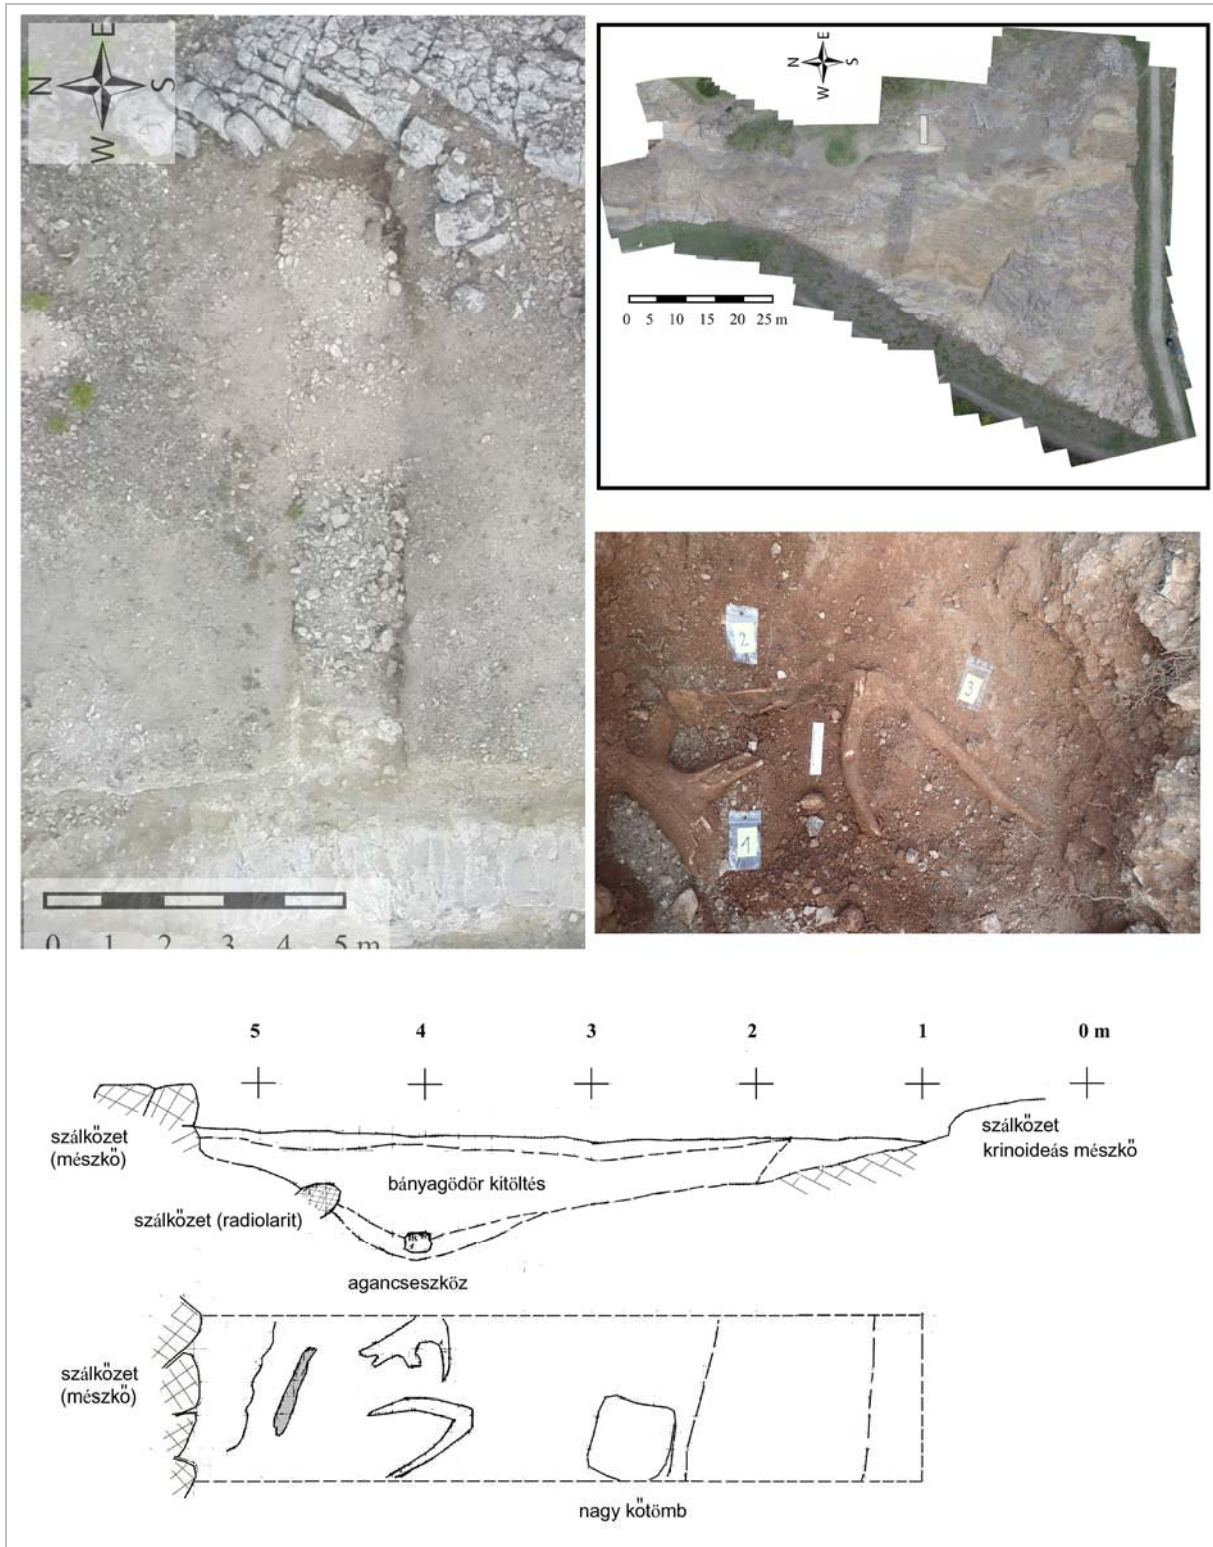 E
N
S
W
0 1 2 3 4 5 m
E
N
S
W
0 5 10 15 20 25 m
2
3
1
5 4 3 2 1 0 m
szálkőzet
(mészkő)
szálkőzet
krinoideás mészkő
bányagödör kitöltés
szálkőzet (radiolarit)
agancseszköz
szálkőzet
(mészkő)
nagy kőtömb